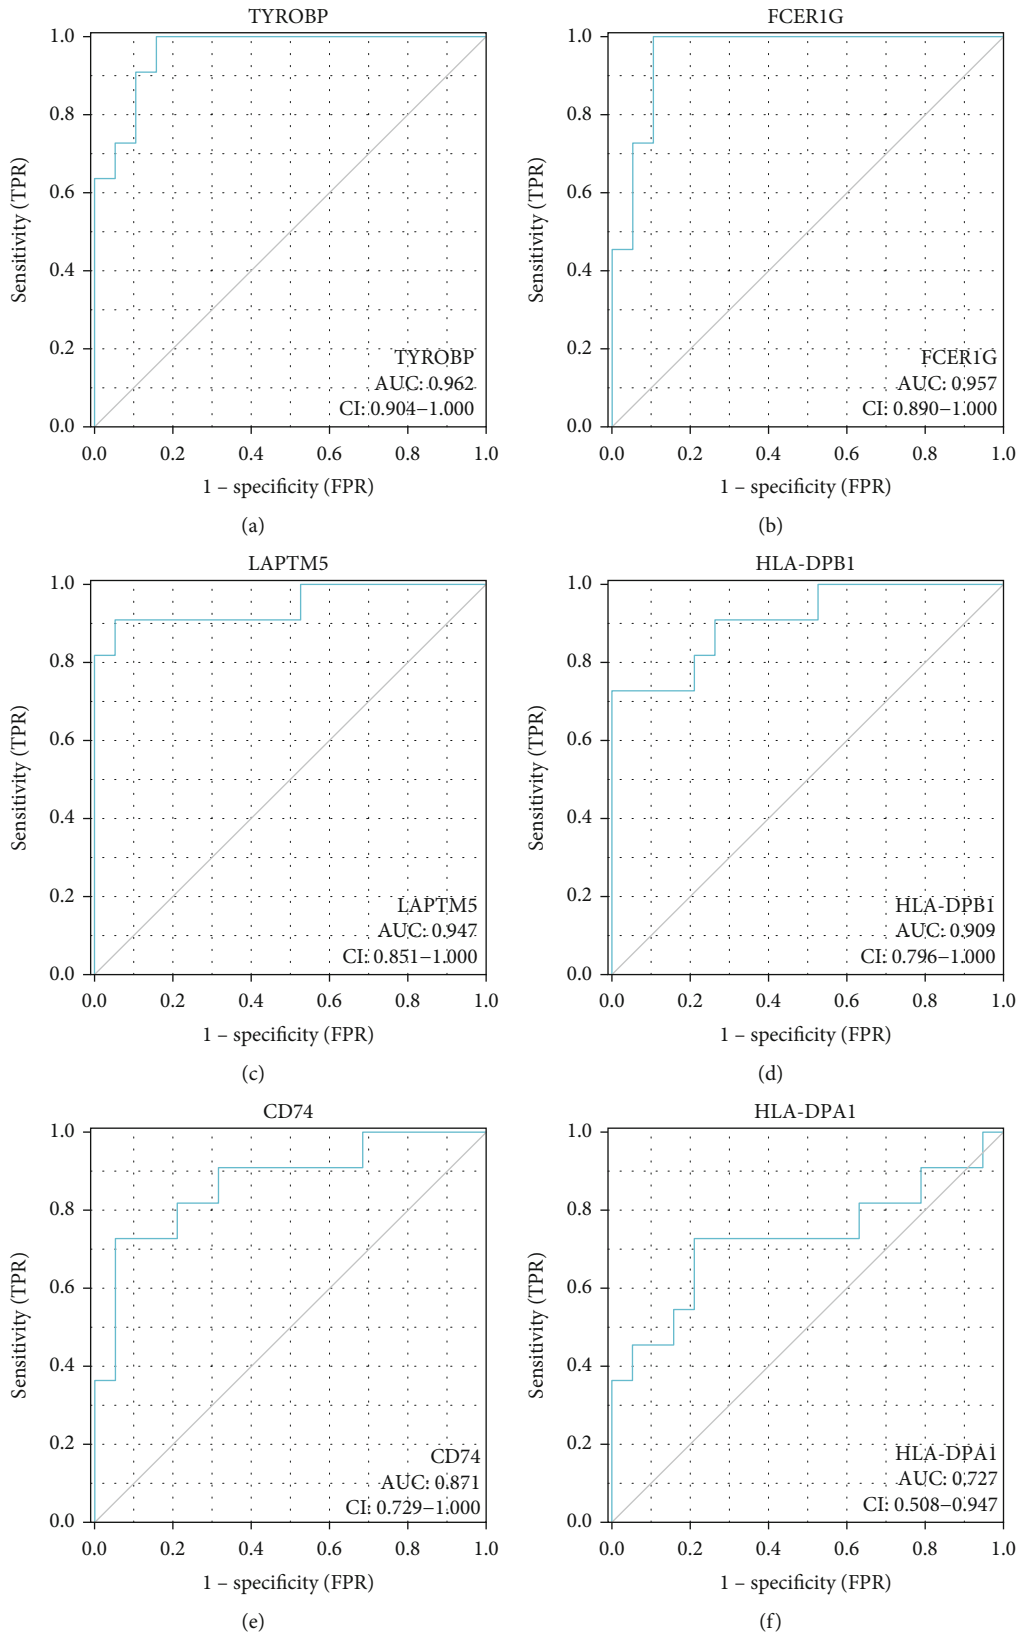 TYROBP
1.0
0.8
0.6
0.4
0.2
0.0
Sensitivity (TPR)
TYROBP
AUC: 0.962
CI: 0.904–1.000
0.0 0.2 0.4 0.6 0.8 1.0
1 – specificity (FPR)
(a)
FCER1G
1.0
0.8
0.6
0.4
0.2
0.0
Sensitivity (TPR)
FCER1G
AUC: 0.957
CI: 0.890–1.000
0.0 0.2 0.4 0.6 0.8 1.0
1 – specificity (FPR)
(b)
LAPTM5
1.0
0.8
0.6
0.4
0.2
0.0
Sensitivity (TPR)
LAPTM5
AUC: 0.947
CI: 0.851–1.000
0.0 0.2 0.4 0.6 0.8 1.0
1 – specificity (FPR)
(c)
HLA-DPB1
1.0
0.8
0.6
0.4
0.2
0.0
Sensitivity (TPR)
HLA-DPB1
AUC: 0.909
CI: 0.796–1.000
0.0 0.2 0.4 0.6 0.8 1.0
1 – specificity (FPR)
(d)
CD74
1.0
0.8
0.6
0.4
0.2
0.0
Sensitivity (TPR)
CD74
AUC: 0.871
CI: 0.729–1.000
0.0 0.2 0.4 0.6 0.8 1.0
1 – specificity (FPR)
(e)
HLA-DPA1
1.0
0.8
0.6
0.4
0.2
0.0
Sensitivity (TPR)
HLA-DPA1
AUC: 0.727
CI: 0.508–0.947
0.0 0.2 0.4 0.6 0.8 1.0
1 – specificity (FPR)
(f)